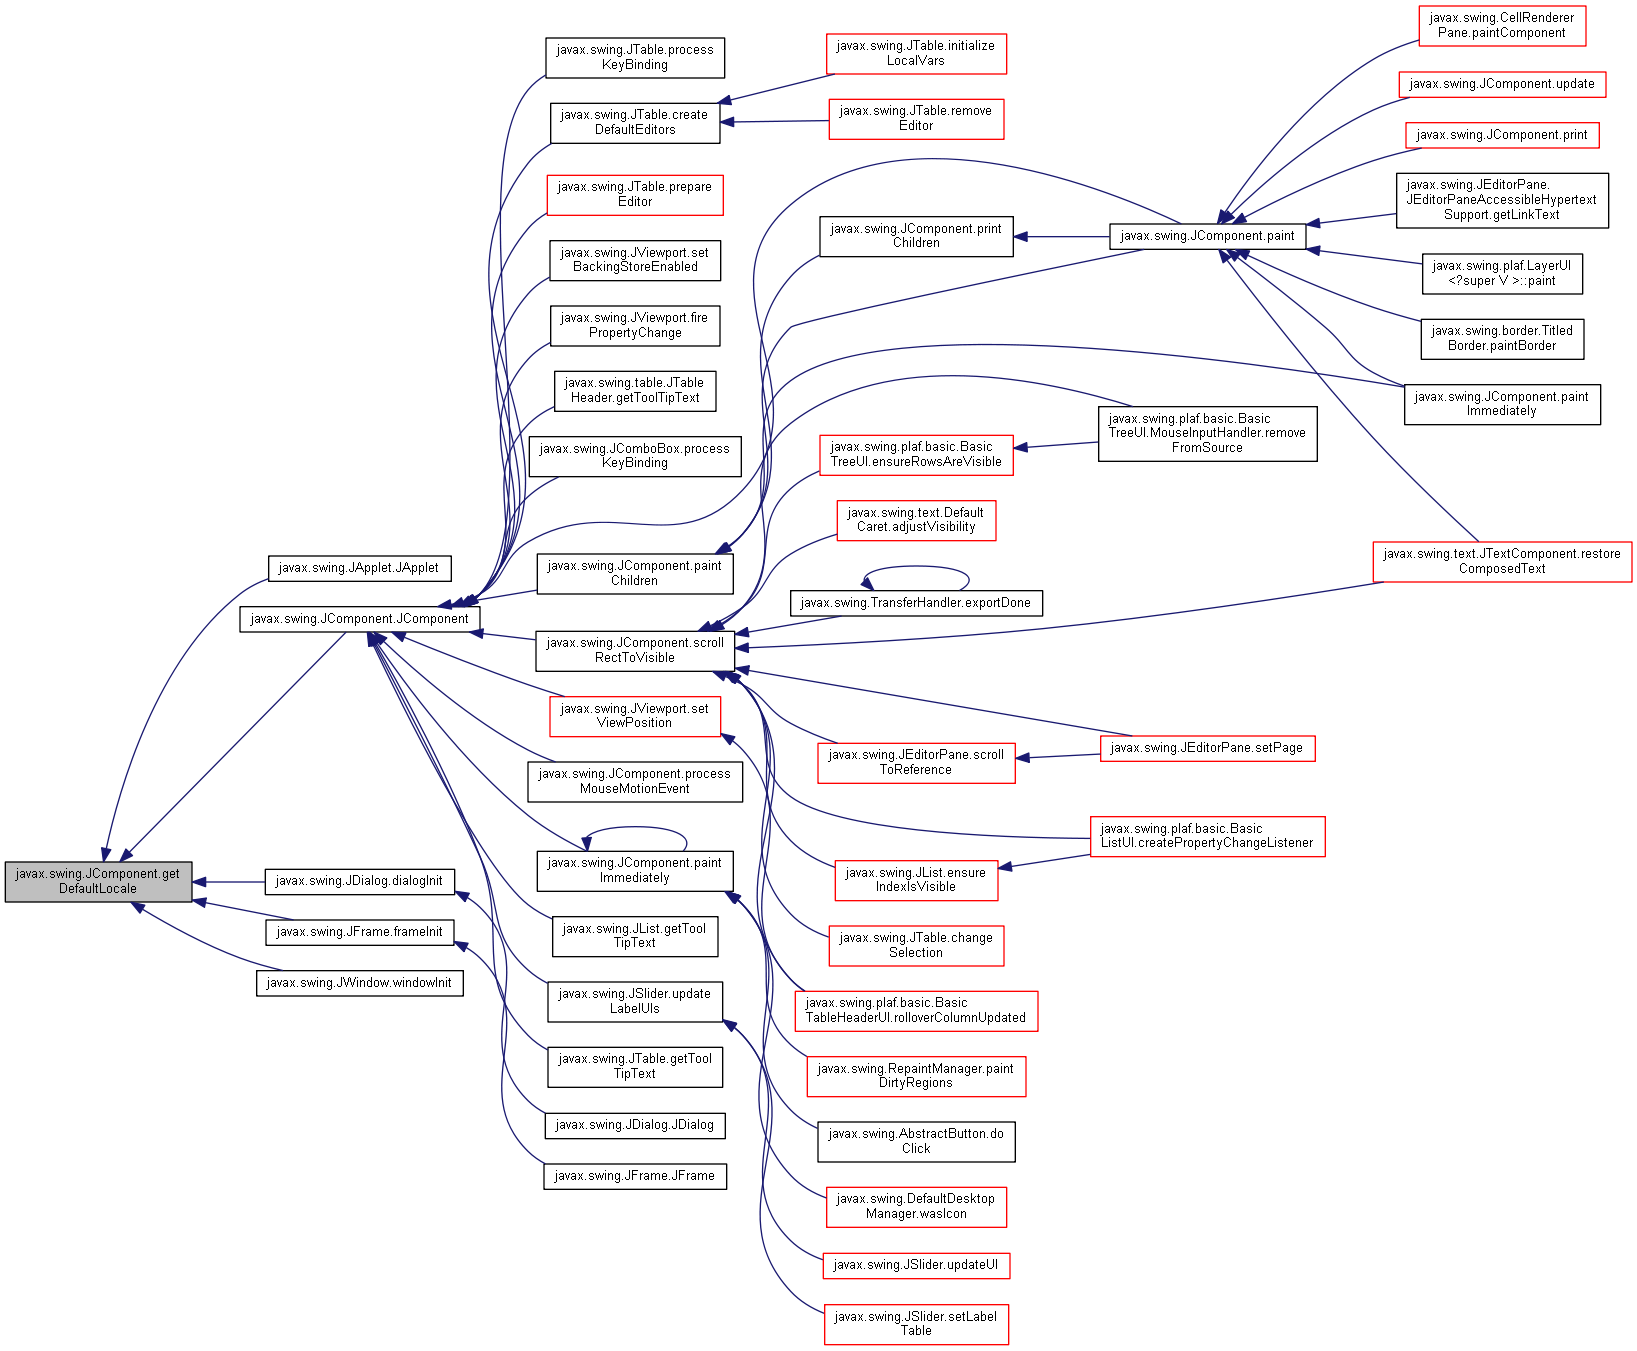 javax.swing.JComponent.get
DefaultLocale
javax.swing.JApplet.JApplet
javax.swing.JComponent.JComponent
javax.swing.JDialog.dialogInit
javax.swing.JFrame.frameInit
javax.swing.JWindow.windowInit
javax.swing.JTable.process
KeyBinding
javax.swing.JTable.create
DefaultEditors
javax.swing.JTable.prepare
Editor
javax.swing.JViewport.set
BackingStoreEnabled
javax.swing.JViewport.fire
PropertyChange
javax.swing.table.JTable
Header.getToolTipText
javax.swing.JComboBox.process
KeyBinding
javax.swing.JComponent.paint
Children
javax.swing.JComponent.scroll
RectToVisible
javax.swing.JViewport.set
ViewPosition
javax.swing.JComponent.process
MouseMotionEvent
javax.swing.JComponent.paint
Immediately
javax.swing.JList.getTool
TipText
javax.swing.JSlider.update
LabelUIs
javax.swing.JTable.getTool
TipText
javax.swing.JDialog.JDialog
javax.swing.JFrame.JFrame
javax.swing.JTable.initialize
LocalVars
javax.swing.JTable.remove
Editor
javax.swing.JComponent.print
Children
javax.swing.plaf.basic.Basic
TreeUI.ensureRowsAreVisible
javax.swing.text.Default
Caret.adjustVisibility
javax.swing.TransferHandler.exportDone
javax.swing.JEditorPane.scroll
ToReference
javax.swing.JList.ensure
IndexIsVisible
javax.swing.JTable.change
Selection
javax.swing.plaf.basic.Basic
TableHeaderUI.rolloverColumnUpdated
javax.swing.RepaintManager.paint
DirtyRegions
javax.swing.AbstractButton.do
Click
javax.swing.DefaultDesktop
Manager.wasIcon
javax.swing.JSlider.updateUI
javax.swing.JSlider.setLabel
Table
javax.swing.JComponent.paint
javax.swing.plaf.basic.Basic
TreeUI.MouseInputHandler.remove
FromSource
javax.swing.JEditorPane.setPage
javax.swing.plaf.basic.Basic
ListUI.createPropertyChangeListener
javax.swing.CellRenderer
Pane.paintComponent
javax.swing.JComponent.update
javax.swing.JComponent.print
javax.swing.JEditorPane.
JEditorPaneAccessibleHypertext
Support.getLinkText
javax.swing.plaf.LayerUI
<?super V >::paint
javax.swing.border.Titled
Border.paintBorder
javax.swing.JComponent.paint
Immediately
javax.swing.text.JTextComponent.restore
ComposedText